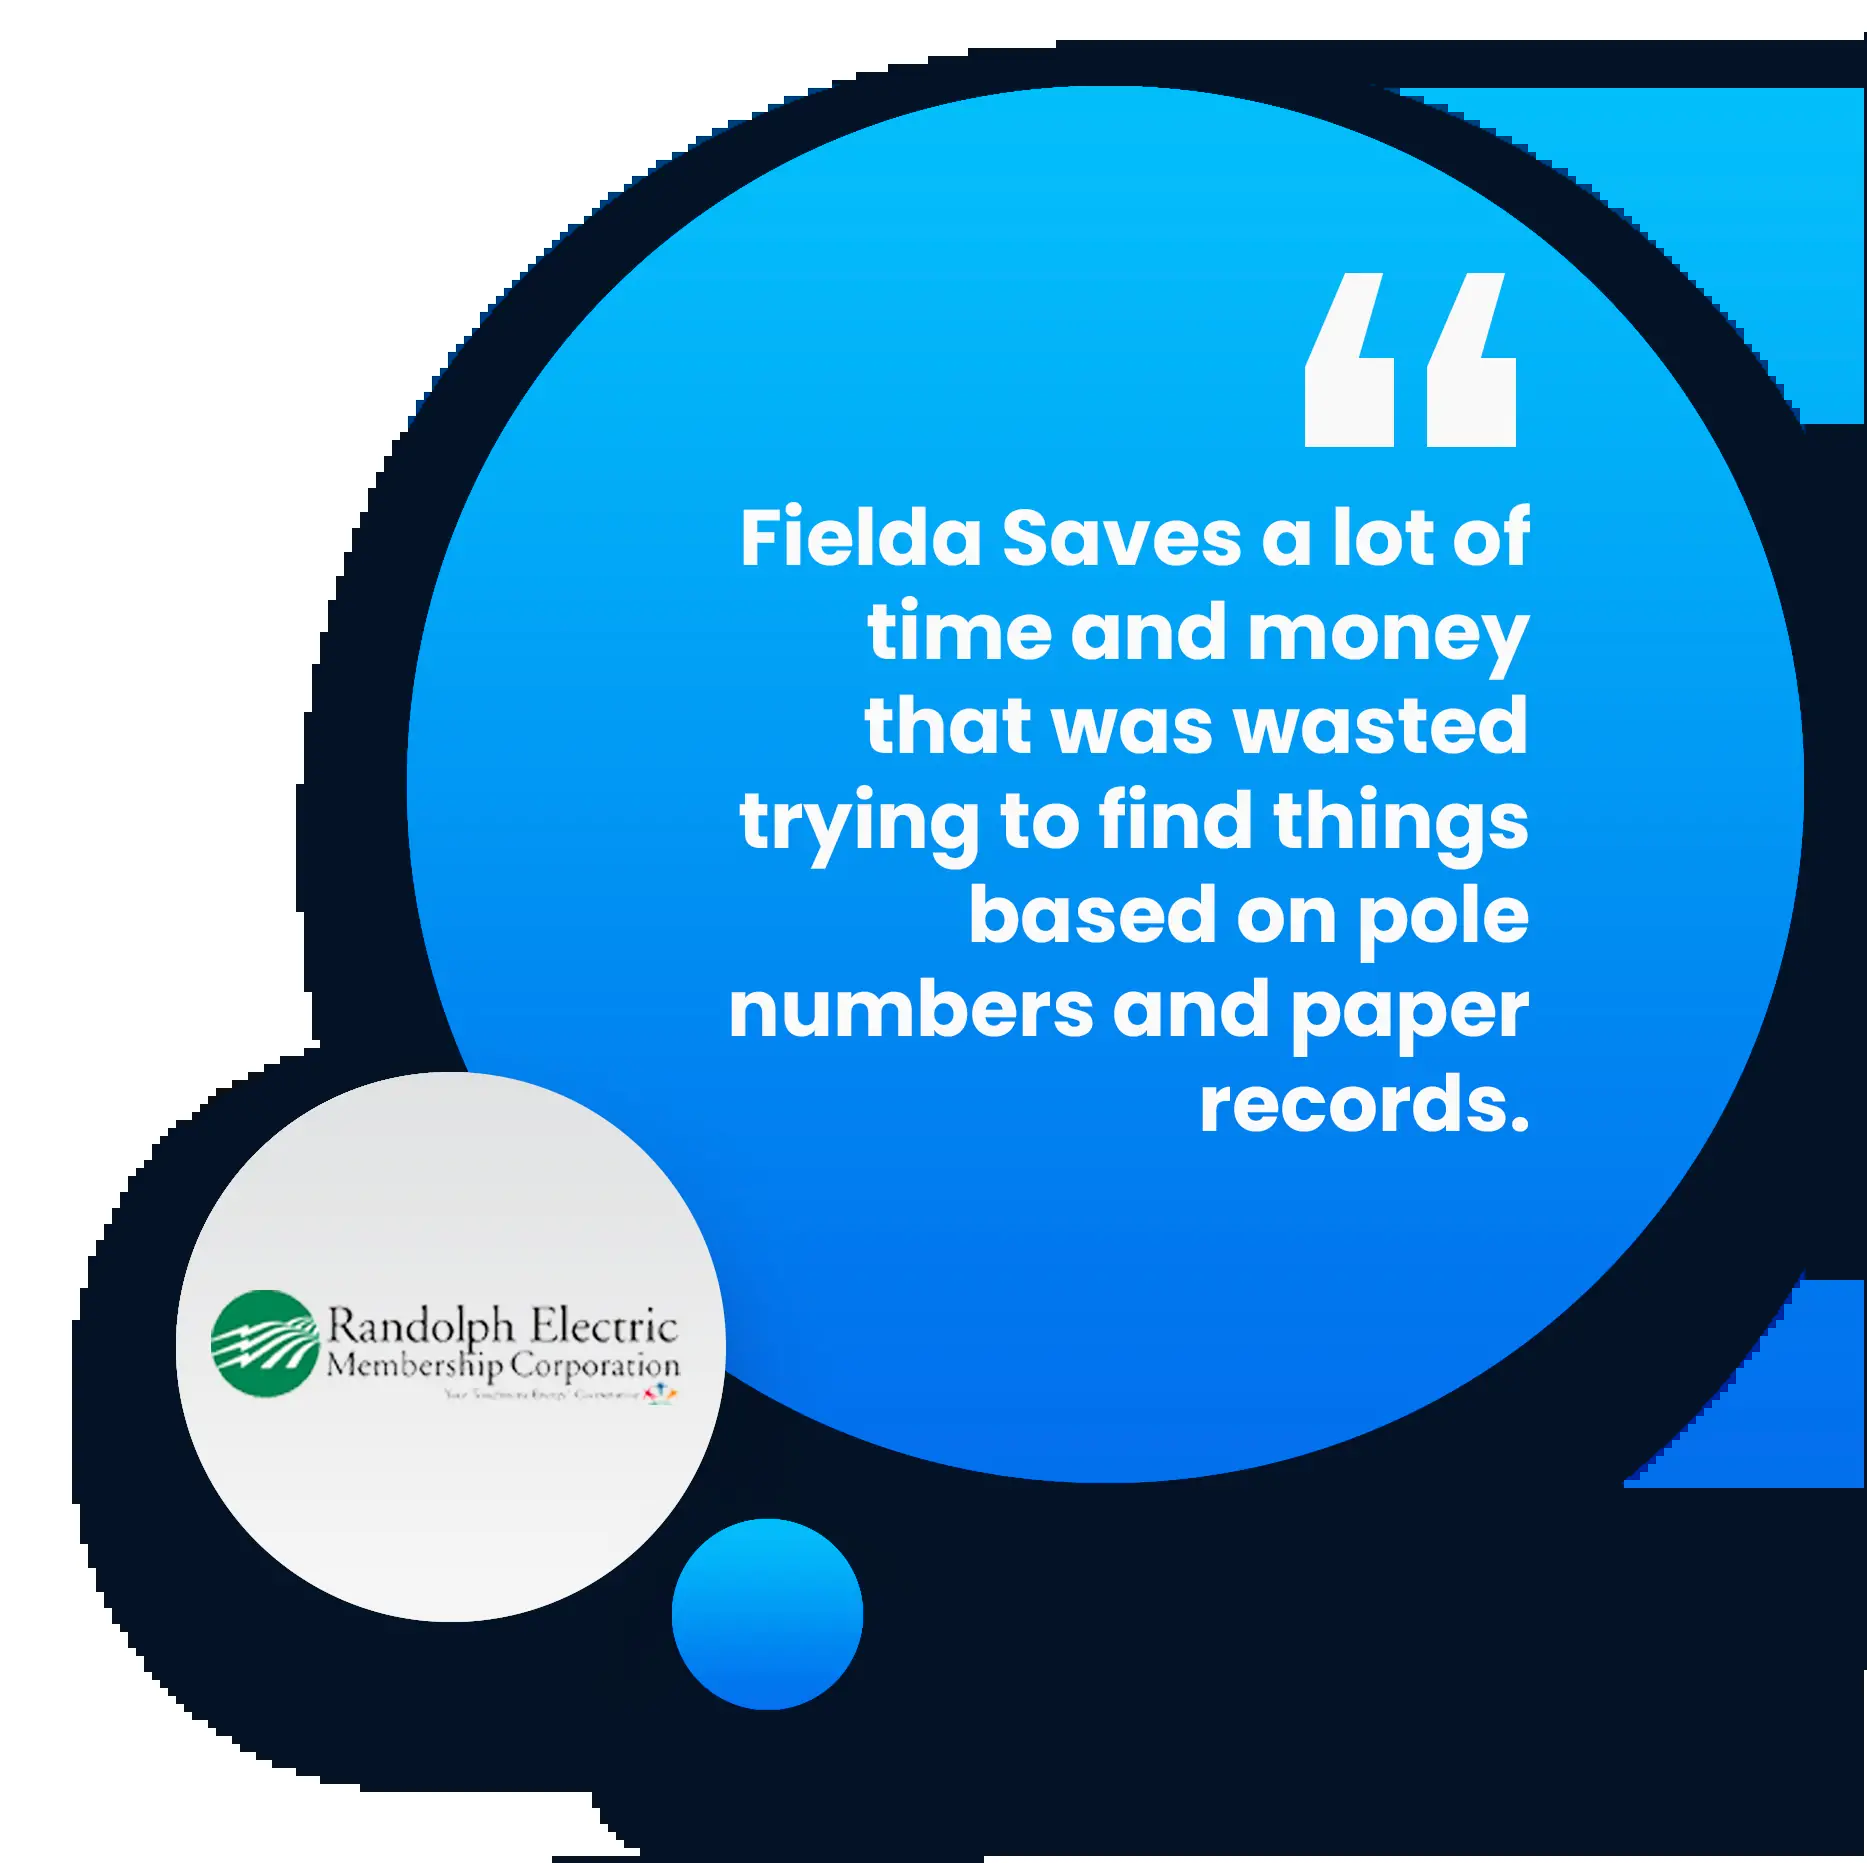 “
Fielda Saves a lot of
time and money
that was wasted
trying to find things
based on pole
numbers and paper
records.
Randolph Electric
Membership Corporation